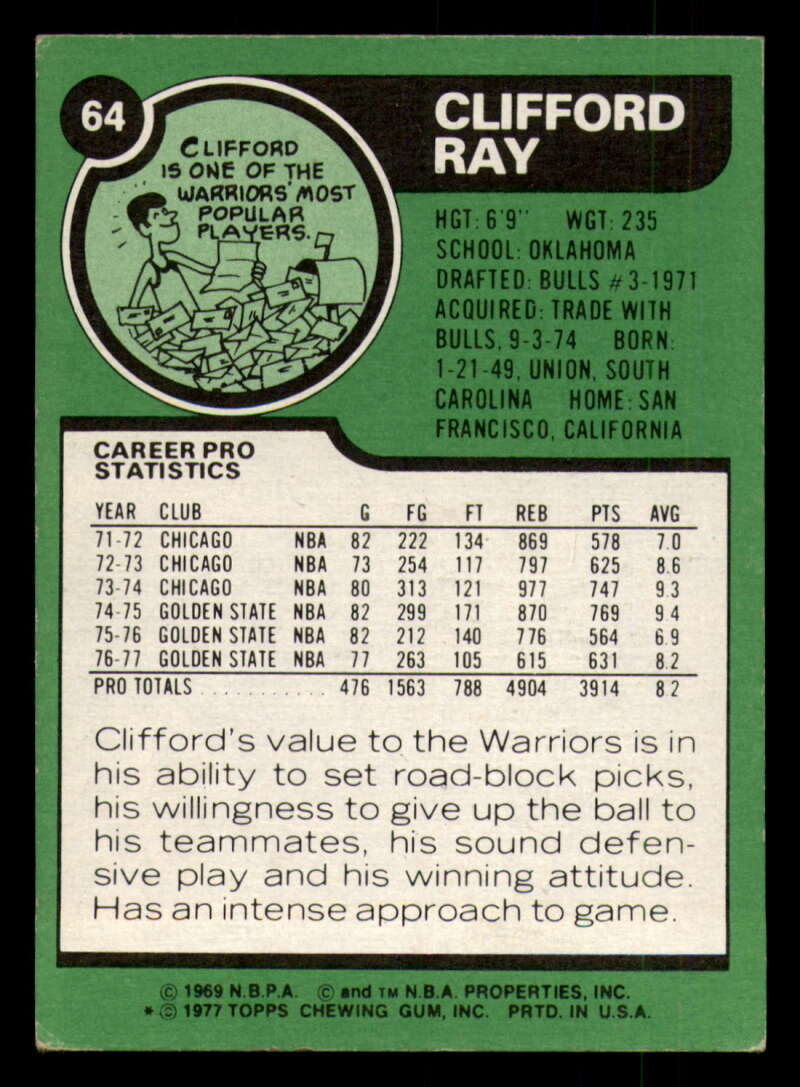 64
CLIFFORD
IS ONE OF THE
WARRIORS' MOST
POPULAR
PLAYERS.
CLIFFORD
RAY
HGT: 6'9" WGT: 235
SCHOOL: OKLAHOMA
DRAFTED: BULLS #3-1971
ACQUIRED: TRADE WITH
BULLS, 9-3-74 BORN:
1-21-49, UNION, SOUTH
CAROLINA HOME: SAN
FRANCISCO, CALIFORNIA
CAREER PRO
STATISTICS
YEAR CLUB G FG FT REB PTS AVG
71-72 CHICAGO NBA 82 222 134 869 578 7.0
72-73 CHICAGO NBA 73 254 117 797 625 8.6
73-74 CHICAGO NBA 80 313 121 977 747 9.3
74-75 GOLDEN STATE NBA 82 299 171 870 769 9.4
75-76 GOLDEN STATE NBA 82 212 140 776 564 6.9
76-77 GOLDEN STATE NBA 77 263 105 615 631 8.2
PRO TOTALS ........... 476 1563 788 4904 3914 8.2
Clifford's value to the Warriors is in
his ability to set road-block picks,
his willingness to give up the ball to
his teammates, his sound defen-
sive play and his winning attitude.
Has an intense approach to game.
© 1969 N.B.P.A. © and TM N.B.A. PROPERTIES, INC.
* © 1977 TOPPS CHEWING GUM, INC. PRTD. IN U.S.A.